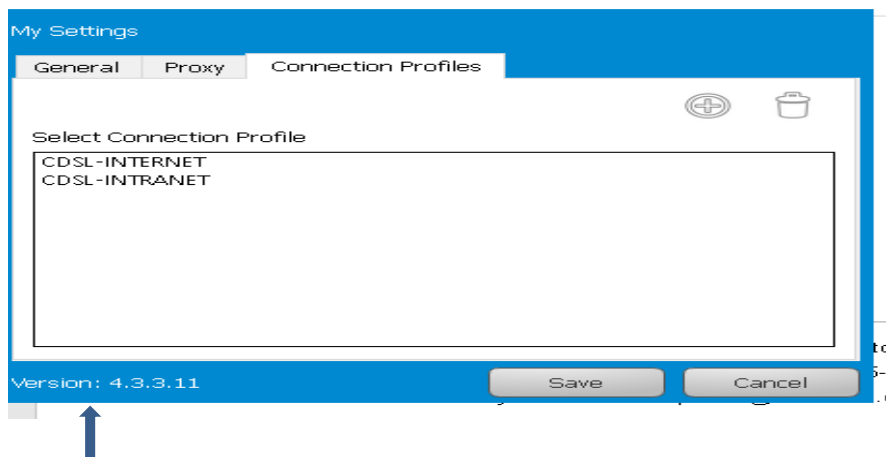 My Settings
General Proxy Connection Profiles
Select Connection Profile
CDSL-INTERNET
CDSL-INTRANET
Version: 4.3.3.11 Save Cancel